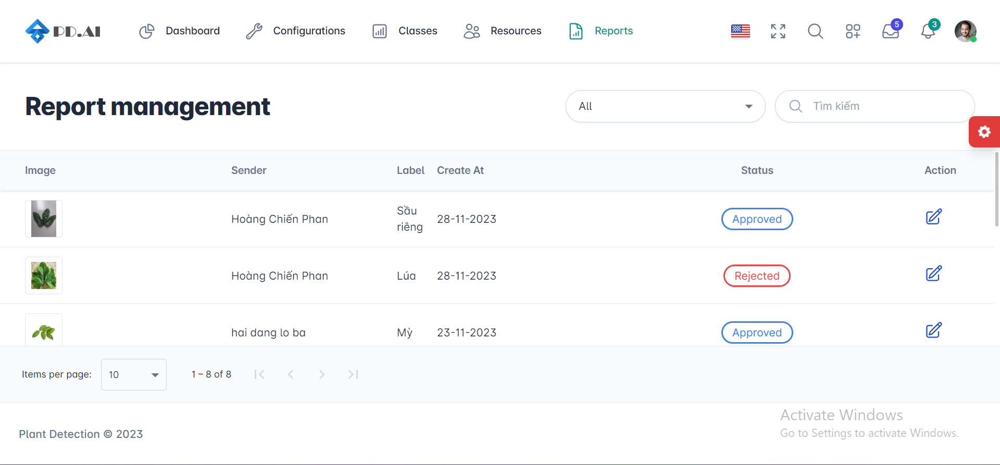 PD.AI
Dashboard
Configurations
Classes
Resources
Reports
5
3
Report management
All
Tìm kiếm
Image
Sender
Label
Create At
Status
Action
Hoàng Chiến Phan
Sầu
riêng
28-11-2023
Approved
Hoàng Chiến Phan
Lúa
28-11-2023
Rejected
hai dang lo ba
Mỳ
23-11-2023
Approved
Items per page:
10
1 – 8 of 8
Activate Windows
Go to Settings to activate Windows.
Plant Detection © 2023